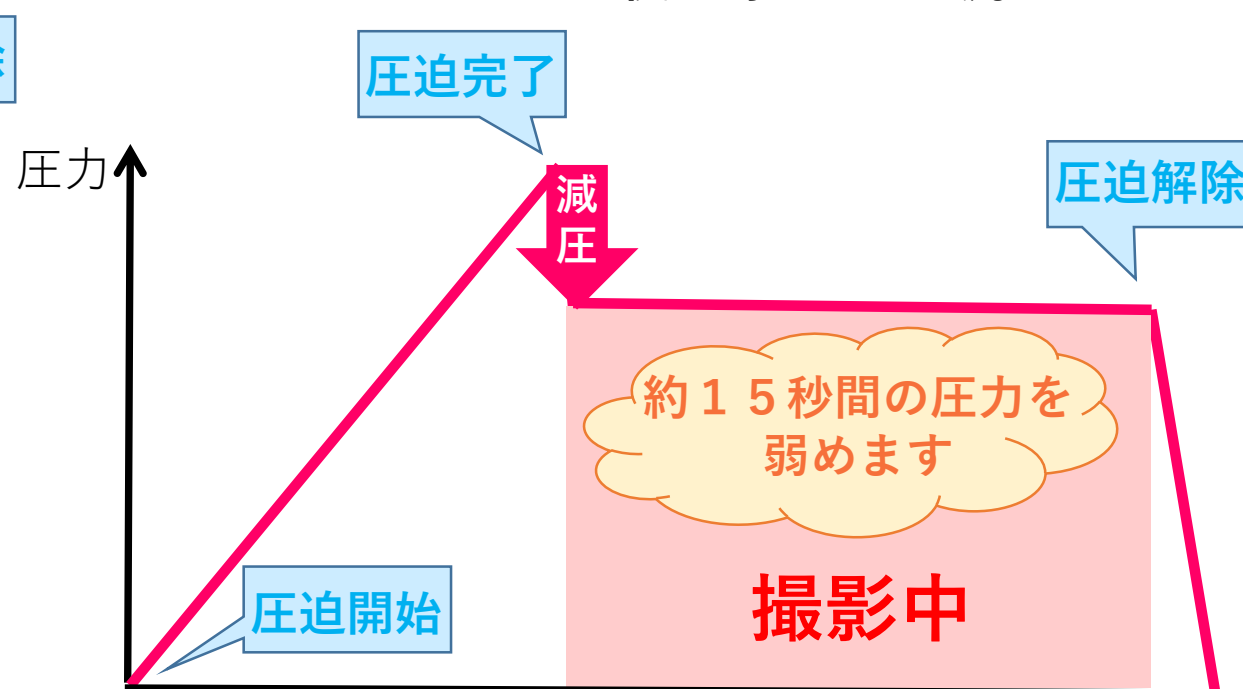 圧迫完了
圧力
減
圧
圧迫解除
約１５秒間の圧力を
弱めます
圧迫開始
撮影中